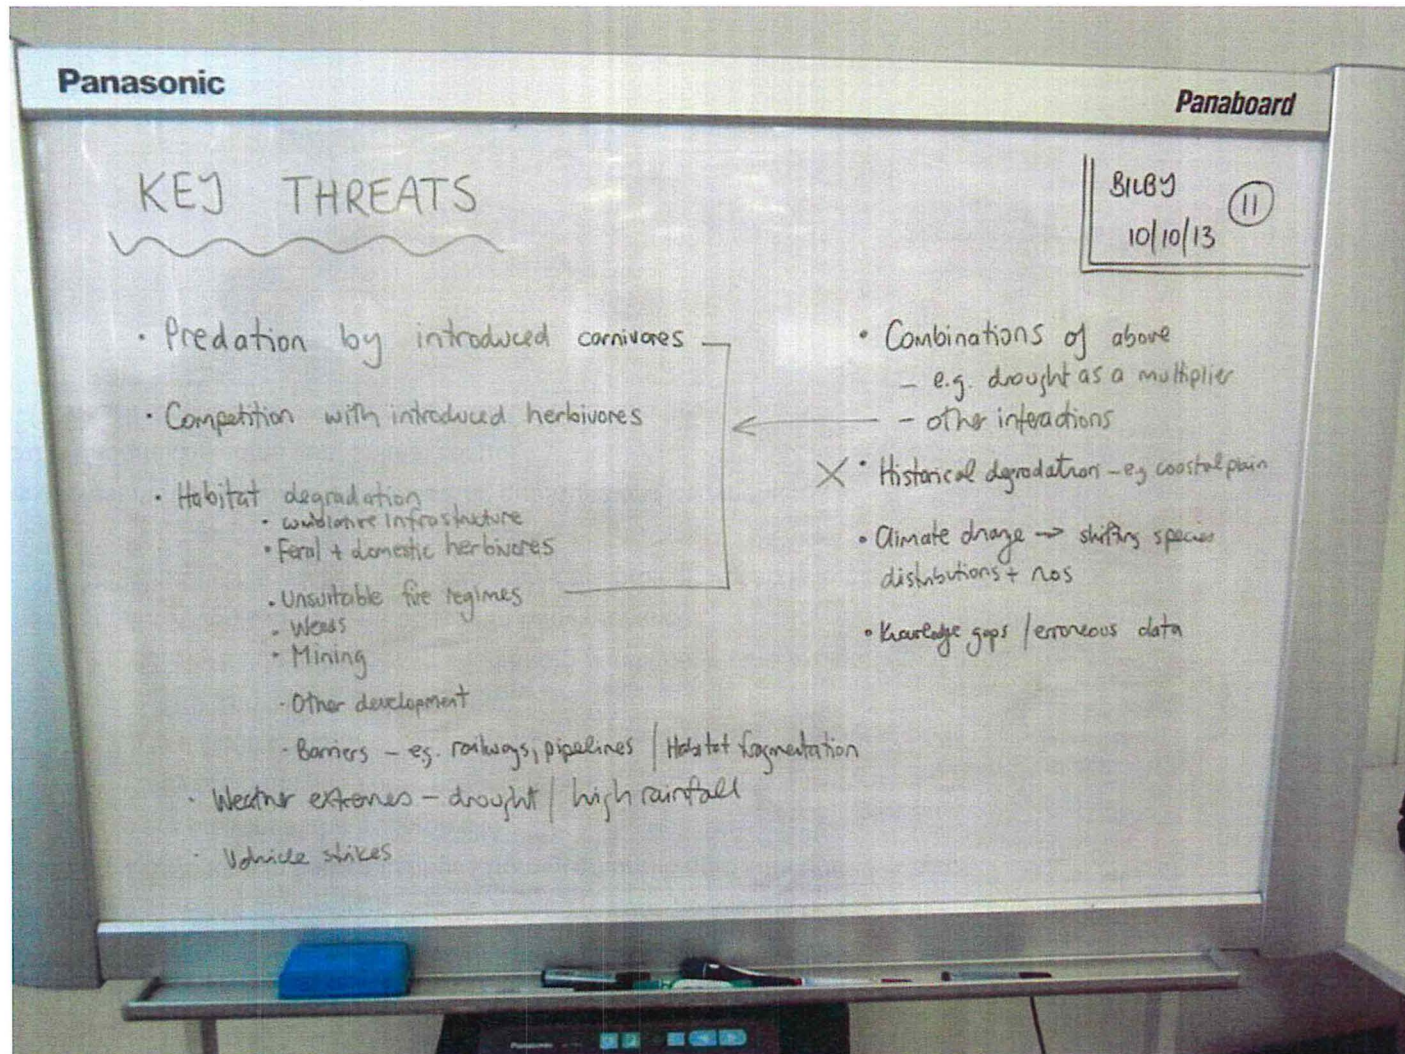 Panasonic
Panaboard
KEY THREATS
BILBY
10/10/13
11
• Predation by introduced carnivores
• Competition with introduced herbivores
• Habitat degradation
• infrastructure
• Feral + domestic herbivores
• Unsuitable fire regimes
• Weeds
• Mining
• Other development
• Barriers - e.g. railways, pipelines / Habitat fragmentation
• Weather extremes - drought / high rainfall
• Vehicle strikes
• Combinations of above
- e.g. drought as a multiplier
- other interactions
X • Historical degradation - eg coastal plain
• Climate change → shifting species
distributions + nos
• Knowledge gaps / erroneous data
Panasonic